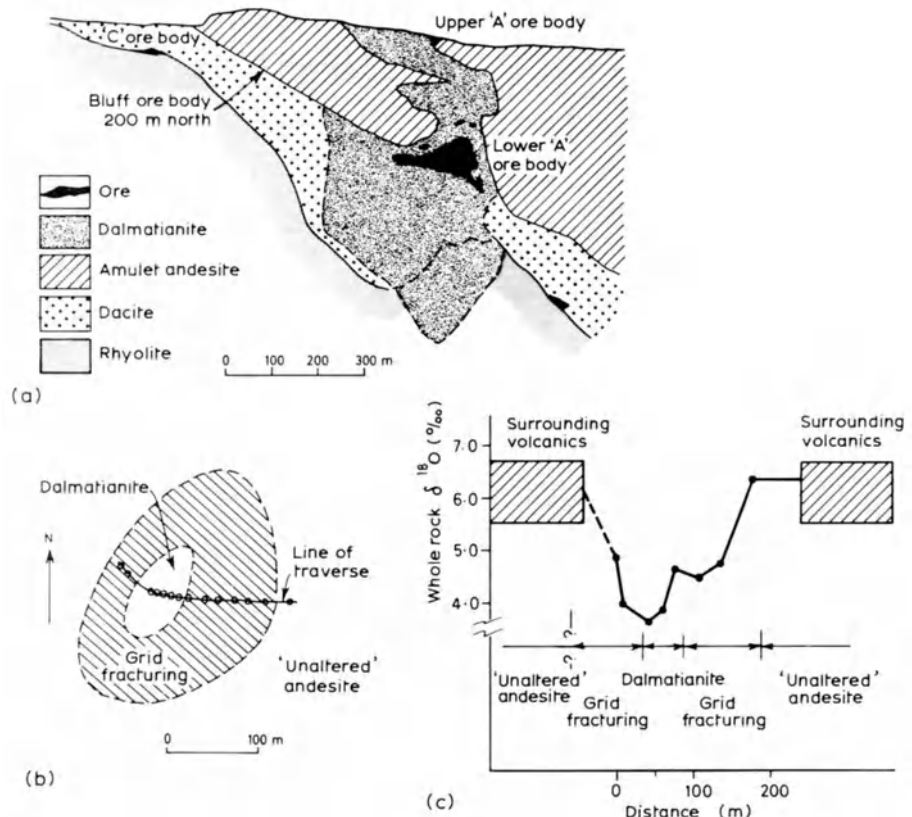 Upper 'A' ore body
'C' ore body
Bluff ore body
200 m north
Lower 'A'
ore body
Ore
Dalmatianite
Amulet andesite
Dacite
Rhyolite
0 100 200 300 m
(a)
Dalmatianite
N
Line of
traverse
Grid
fracturing
'Unaltered'
andesite
0 100 m
(b)
Surrounding
volcanics
Surrounding
volcanics
Whole rock δ 18O (‰)
7·0
6·0
5·0
4·0
?
?
'Unaltered'
andesite
Grid
fracturing
Dalmatianite
Grid
fracturing
'Unaltered'
andesite
0 100 200
Distance (m)
(c)